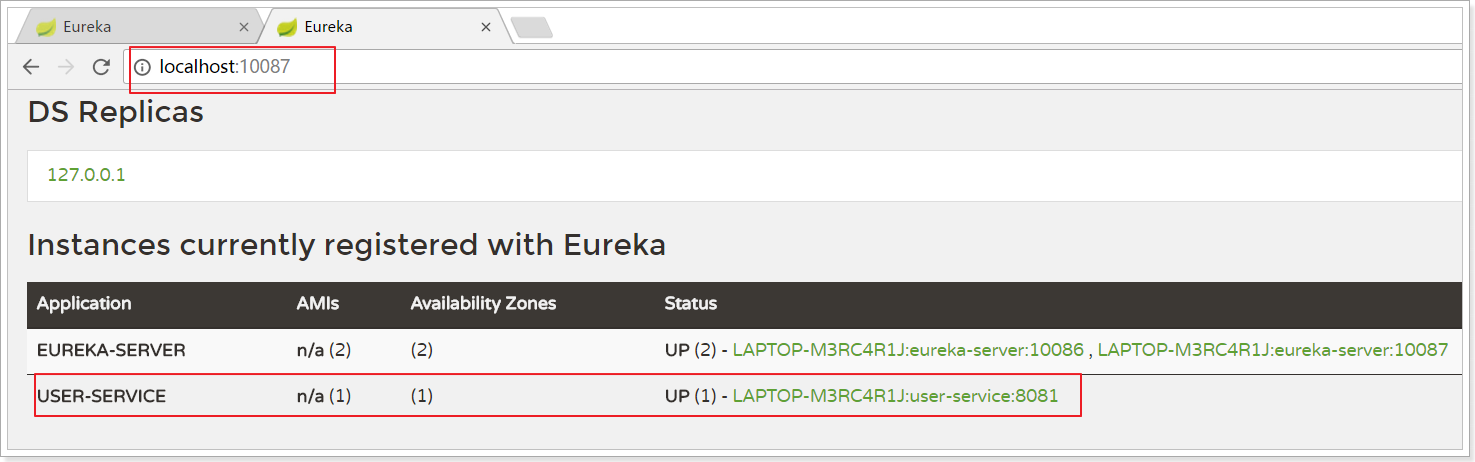 Eureka × Eureka ×
localhost:10087
DS Replicas
127.0.0.1
Instances currently registered with Eureka
Application AMIs Availability Zones Status
EUREKA-SERVER n/a (2) (2) UP (2) - LAPTOP-M3RC4R1J:eureka-server:10086 , LAPTOP-M3RC4R1J:eureka-server:10087
USER-SERVICE n/a (1) (1) UP (1) - LAPTOP-M3RC4R1J:user-service:8081